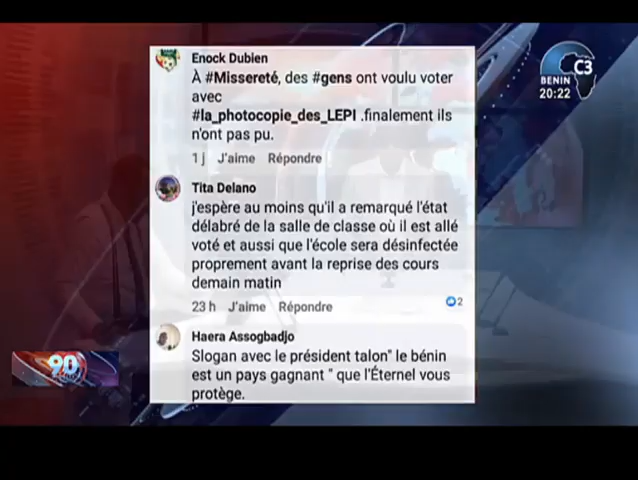 Enock Dubien
À #Missereté, des #gens ont voulu voter
avec
#la_photocopie_des_LEPI .finalement ils
n'ont pas pu.
1 j J'aime Répondre
Tita Delano
j'espère au moins qu'il a remarqué l'état
délabré de la salle de classe où il est allé
voté et aussi que l'école sera désinfectée
proprement avant la reprise des cours
demain matin
23 h J'aime Répondre
2
Haera Assogbadjo
Slogan avec le président talon" le bénin
est un pays gagnant " que l'Éternel vous
protège.
C3
BENIN
20:22
90